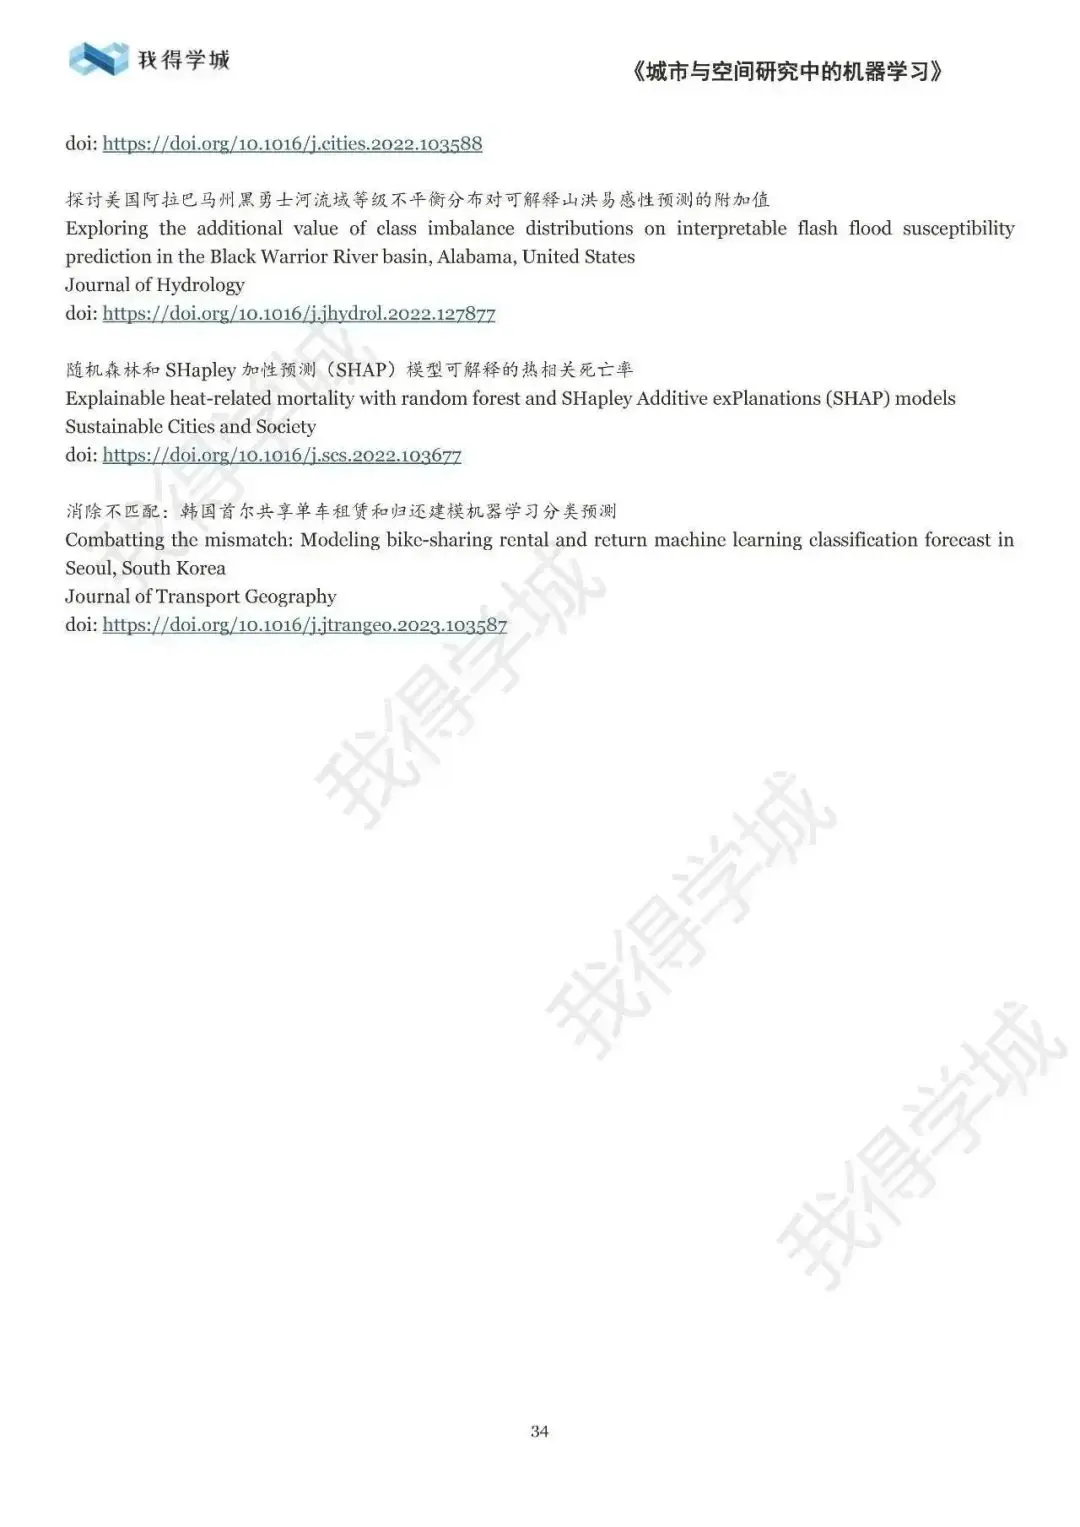 我得学城
《城市与空间研究中的机器学习》
doi: https://doi.org/10.1016/j.cities.2022.103588
探讨美国阿拉巴马州黑勇士河流域等级不平衡分布对可解释山洪易感性预测的附加值
Exploring the additional value of class imbalance distributions on interpretable flash flood susceptibility
prediction in the Black Warrior River basin, Alabama, United States
Journal of Hydrology
doi: https://doi.org/10.1016/j.jhydrol.2022.127877
随机森林和 SHapley 加性预测（SHAP）模型可解释的热相关死亡率
Explainable heat-related mortality with random forest and SHapley Additive exPlanations (SHAP) models
Sustainable Cities and Society
doi: https://doi.org/10.1016/j.scs.2022.103677
消除不匹配：韩国首尔共享单车租赁和归还建模机器学习分类预测
Combatting the mismatch: Modeling bike-sharing rental and return machine learning classification forecast in
Seoul, South Korea
Journal of Transport Geography
doi: https://doi.org/10.1016/j.jtrangeo.2023.103587
我得学城
我得学城
我得学城
我得学城
34